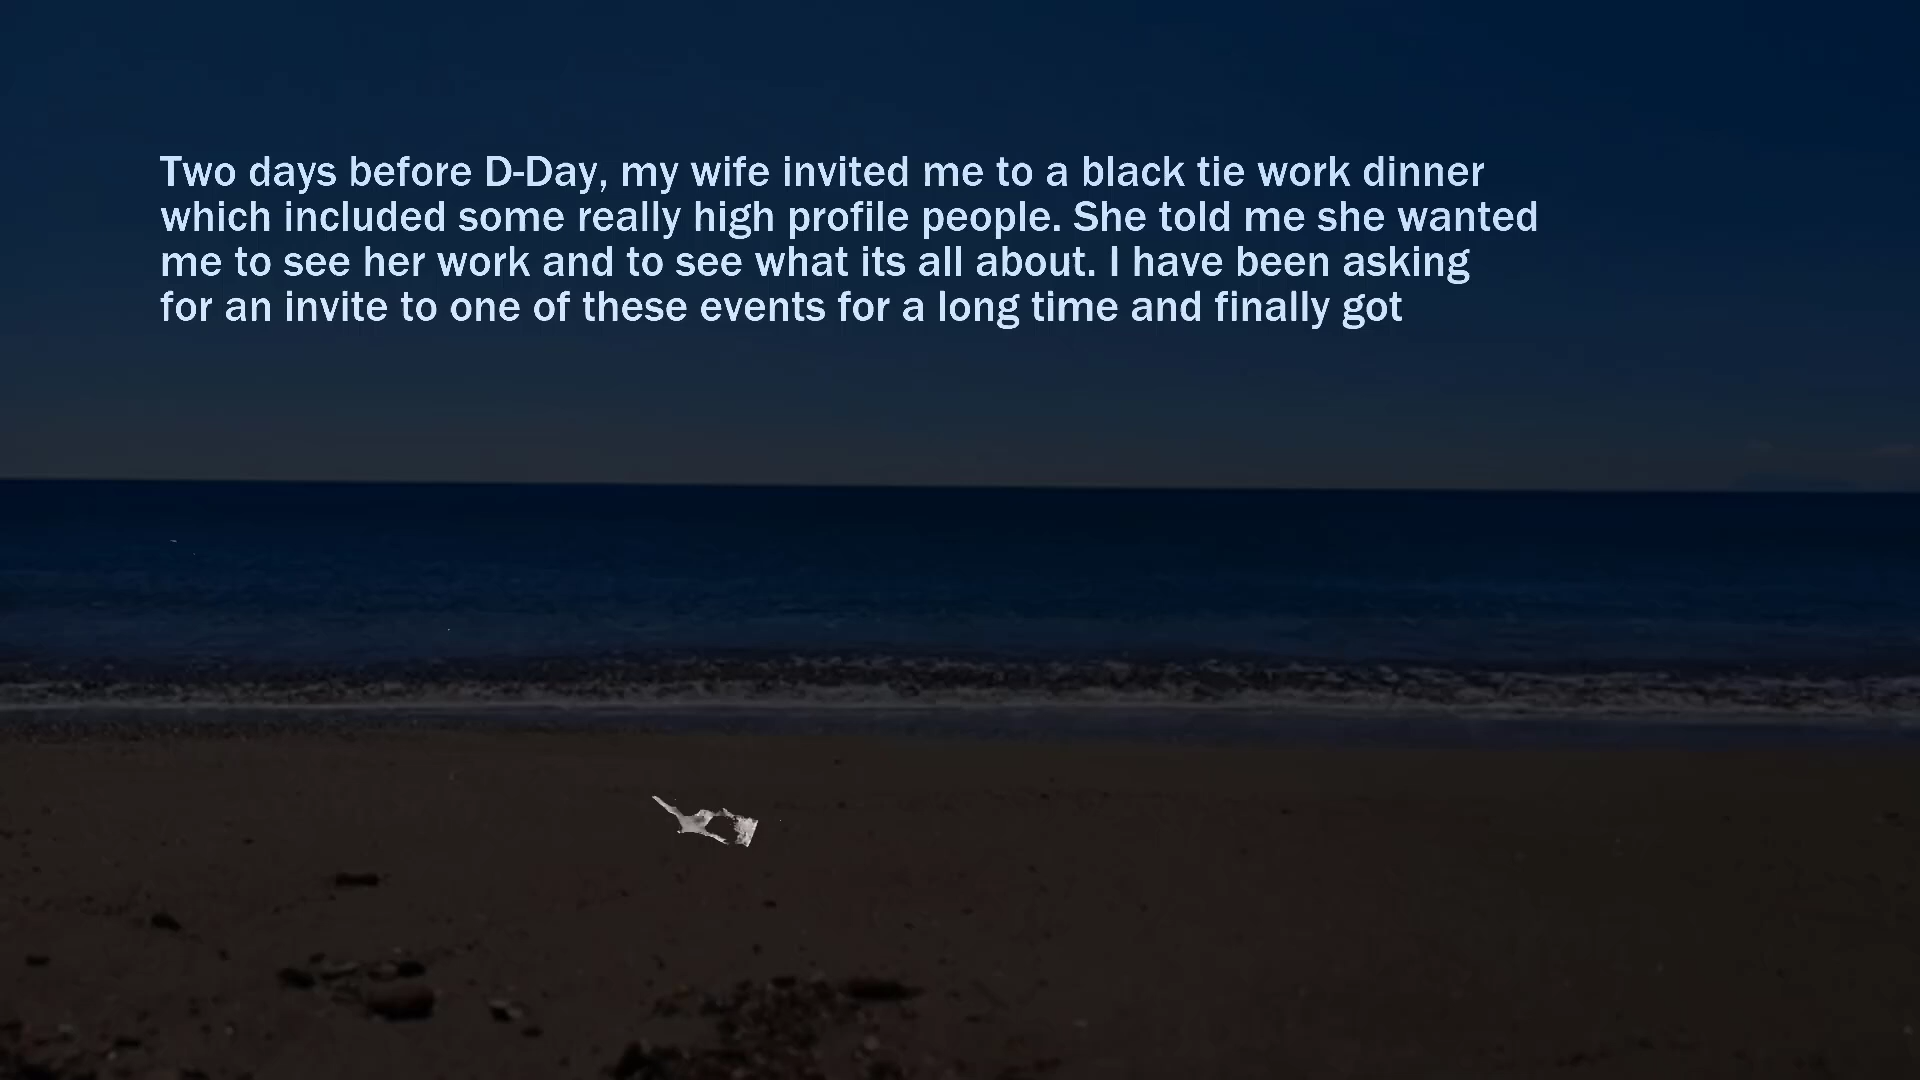 Two days before D-Day, my wife invited me to a black tie work dinner
which included some really high profile people. She told me she wanted
me to see her work and to see what its all about. I have been asking
for an invite to one of these events for a long time and finally got